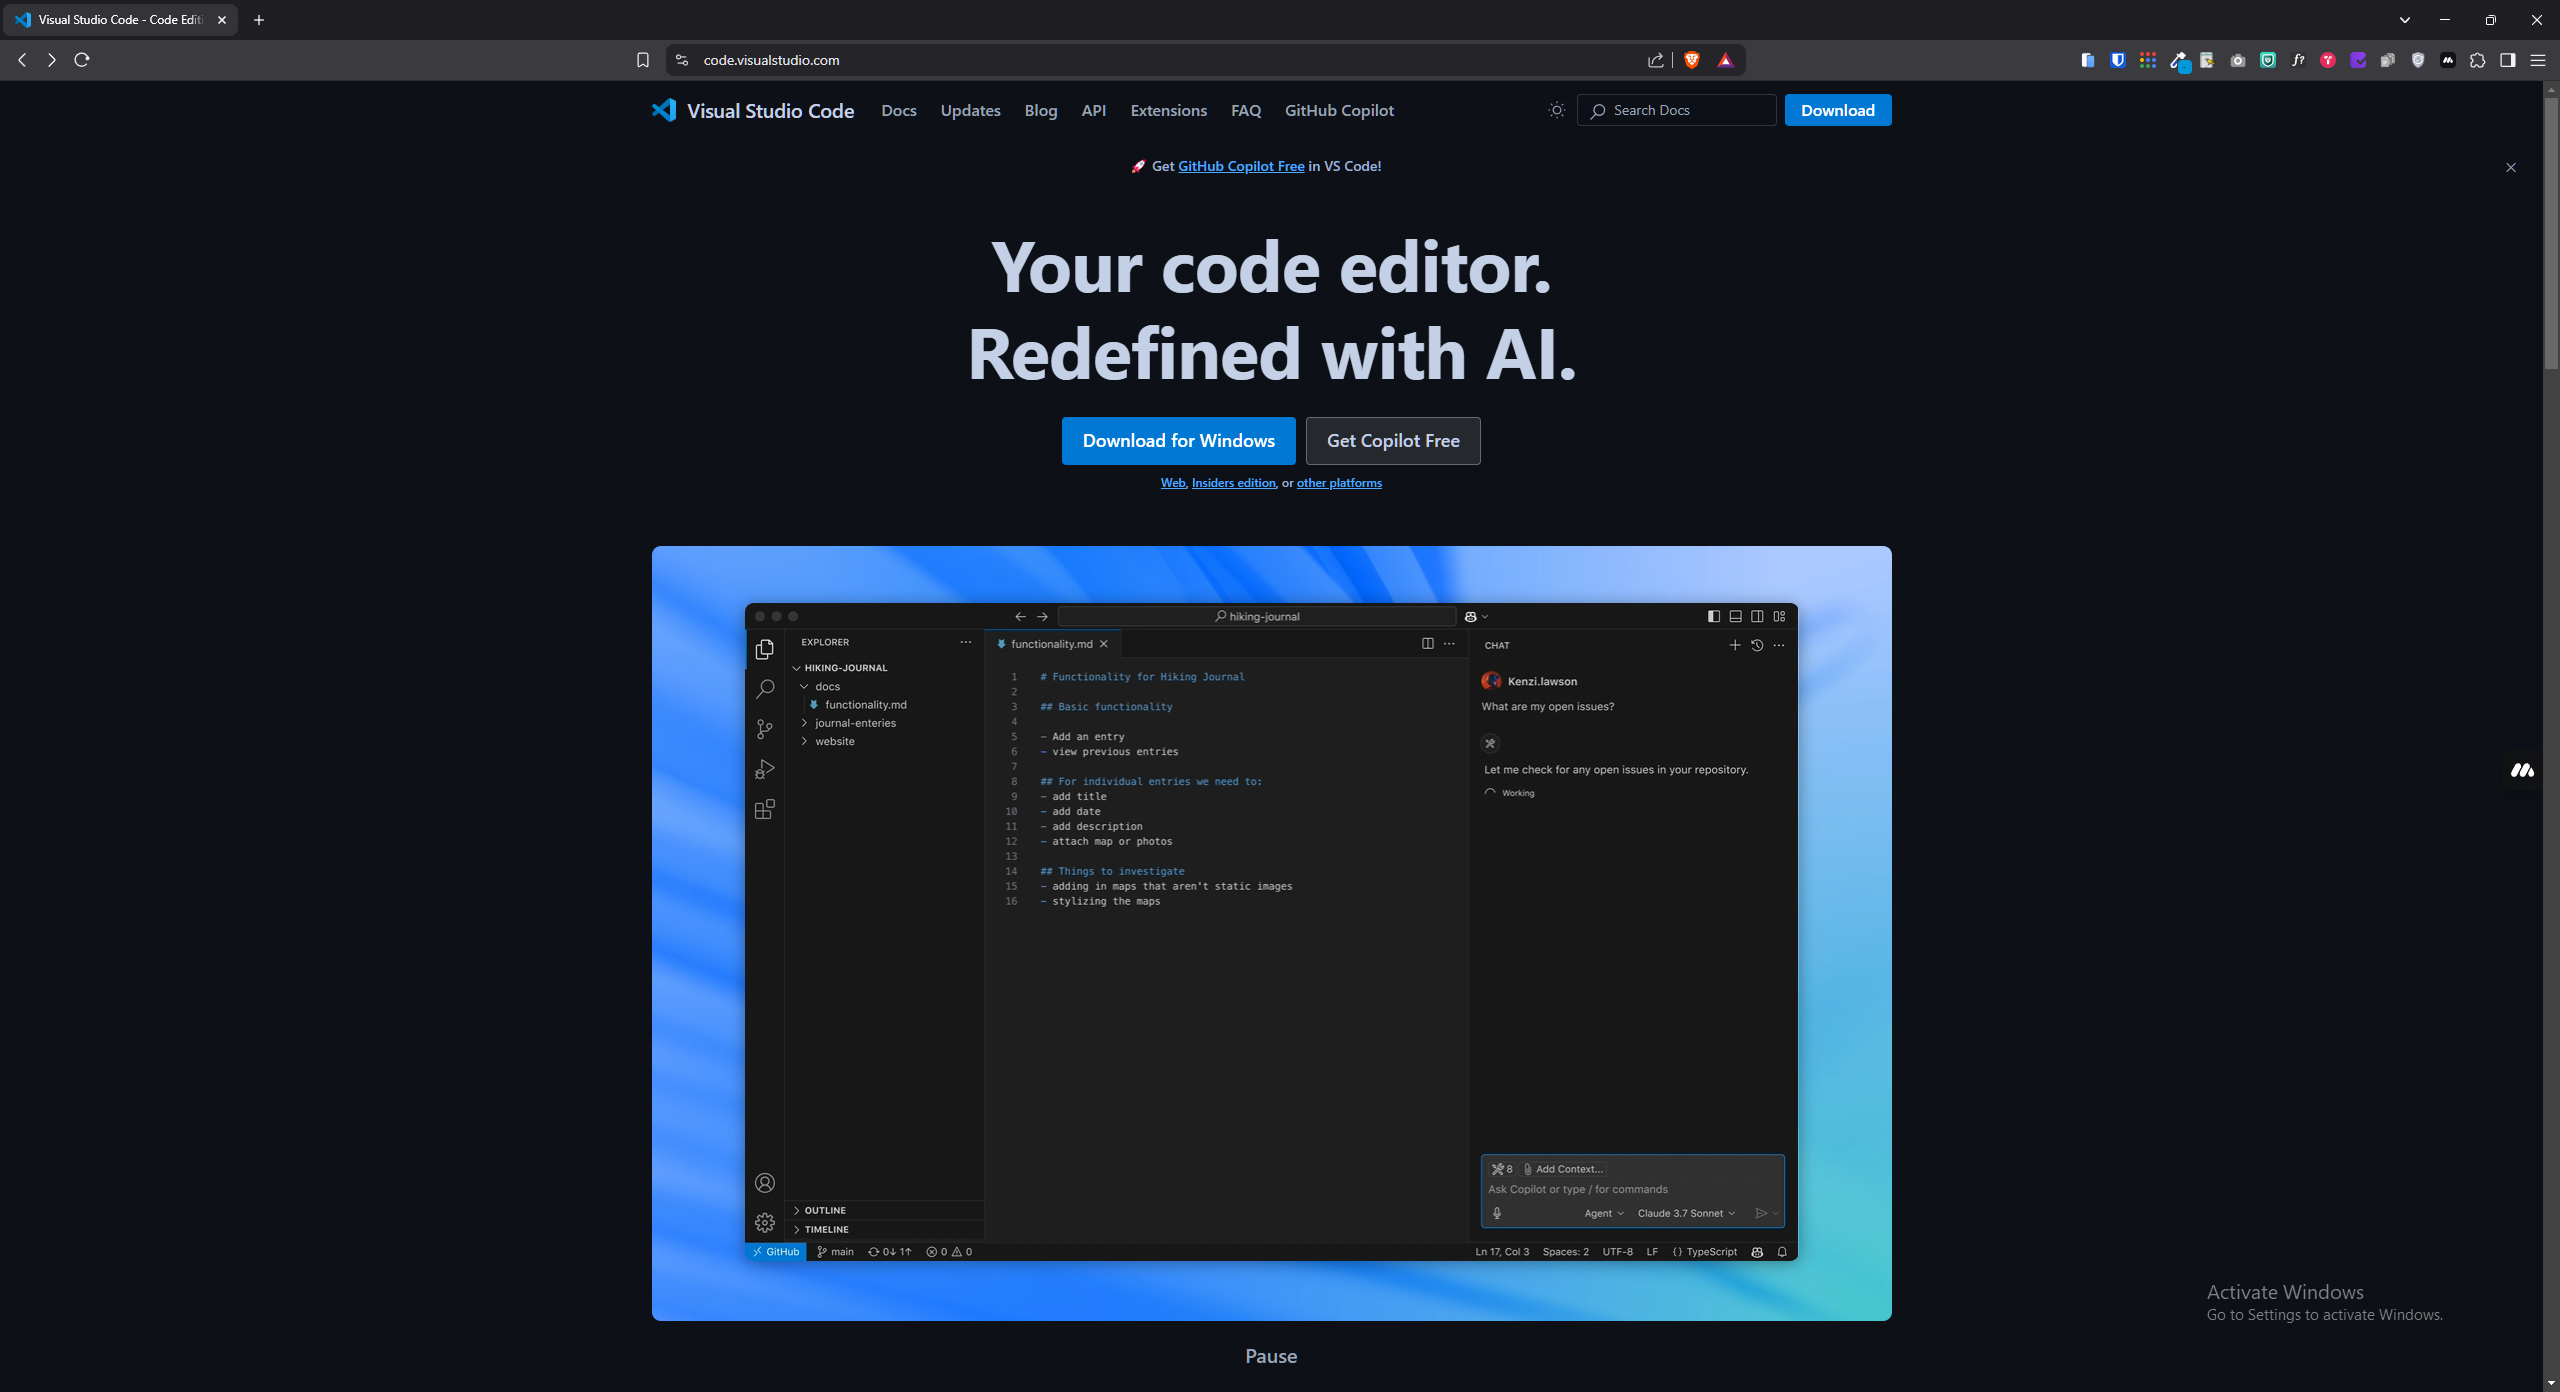 Visual Studio Code - Code Editi
code.visualstudio.com
Visual Studio Code
Docs
Updates
Blog
API
Extensions
FAQ
GitHub Copilot
Search Docs
Download
🚀 Get GitHub Copilot Free in VS Code!
Your code editor.
Redefined with AI.
Download for Windows
Get Copilot Free
Web, Insiders edition, or other platforms
hiking-journal
EXPLORER
HIKING-JOURNAL
docs
functionality.md
journal-enteries
website
OUTLINE
TIMELINE
functionality.md
1 # Functionality for Hiking Journal
2
3 ## Basic functionality
4
5 - Add an entry
6 - view previous entries
7
8 ## For individual entries we need to:
9 - add title
10 - add date
11 - add description
12 - attach map or photos
13
14 ## Things to investigate
15 - adding in maps that aren't static images
16 - stylizing the maps
CHAT
Kenzi.lawson
What are my open issues?
Let me check for any open issues in your repository.
Working
8 Add Context...
Ask Copilot or type / for commands
Agent Claude 3.7 Sonnet
GitHub main 0↓ 1↑ 0 0
Ln 17, Col 3 Spaces: 2 UTF-8 LF {} TypeScript
Activate Windows
Go to Settings to activate Windows.
Pause